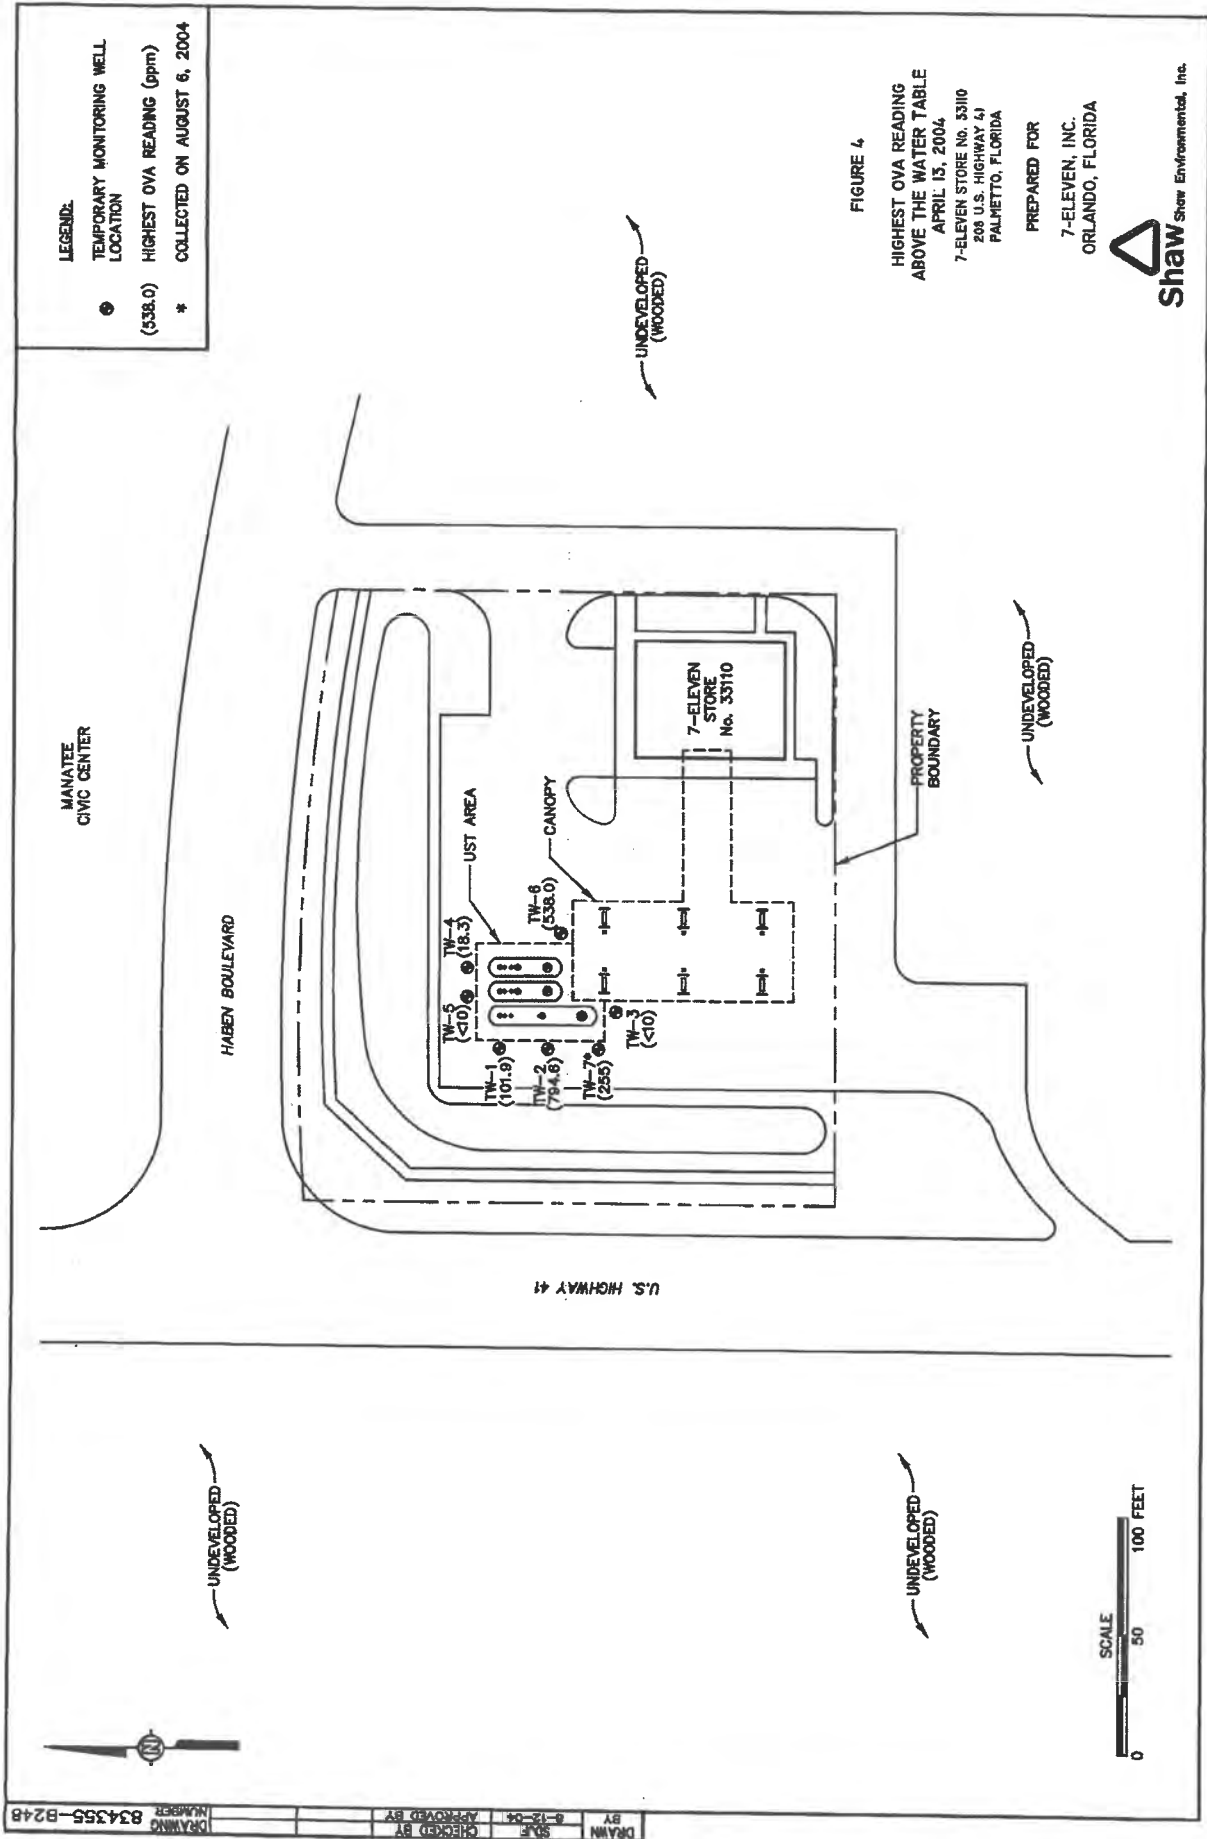 LEGEND:
TEMPORARY MONITORING WELL
LOCATION
(538.0) HIGHEST OVA READING (ppm)
* COLLECTED ON AUGUST 6, 2004
MANATEE
CIVIC CENTER
HABEN BOULEVARD
U.S. HIGHWAY 41
UST AREA
CANOPY
TW-4
(18.3)
TW-5
(<10)
TW-6
(538.0)
TW-1
(101.9)
TW-2
(794.6)
TW-7*
(255)
TW-3
(<10)
7-ELEVEN
STORE
No. 33110
PROPERTY
BOUNDARY
UNDEVELOPED
(WOODED)
UNDEVELOPED
(WOODED)
UNDEVELOPED
(WOODED)
UNDEVELOPED
(WOODED)
N
SCALE
0 50 100 FEET
FIGURE 4
HIGHEST OVA READING
ABOVE THE WATER TABLE
APRIL 13, 2004
7-ELEVEN STORE No. 33110
208 U.S. HIGHWAY 41
PALMETTO, FLORIDA
PREPARED FOR
7-ELEVEN, INC.
ORLANDO, FLORIDA
Shaw Shaw Environmental, Inc.
DRAWN
BY
8-12-04
CHECKED BY
APPROVED BY
DRAWING
NUMBER 834355-B248